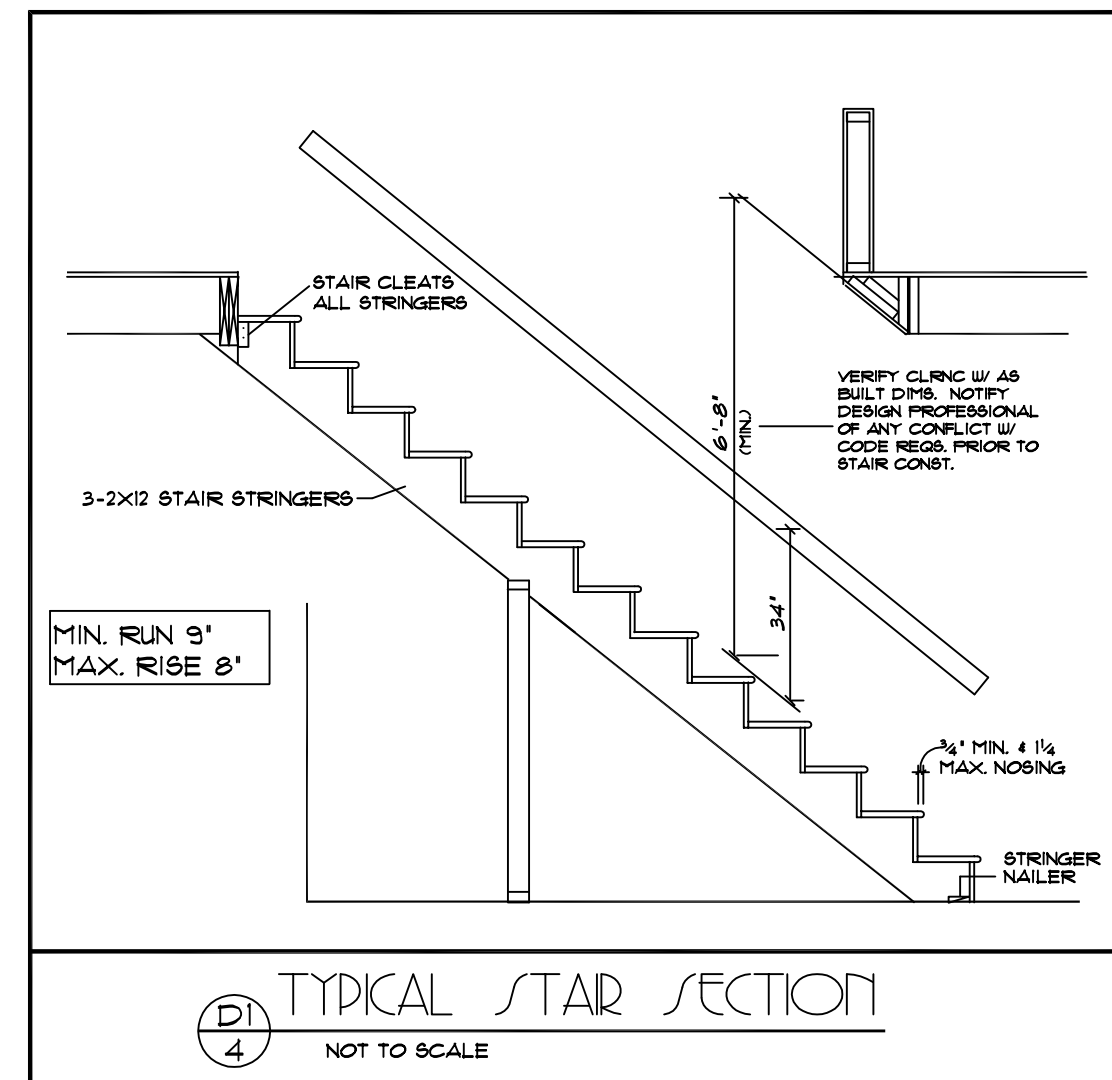 STAIR CLEATS
ALL STRINGERS
VERIFY CLRNC W/ AS
BUILT DIMS. NOTIFY
DESIGN PROFESSIONAL
OF ANY CONFLICT W/
CODE REQS. PRIOR TO
STAIR CONST.
6'-8"
(MIN.)
3-2X12 STAIR STRINGERS
34"
MIN. RUN 9"
MAX. RISE 8"
3/4" MIN. & 1 1/4
MAX. NOSING
STRINGER
NAILER
TYPICAL STAIR SECTION
D1
4
NOT TO SCALE